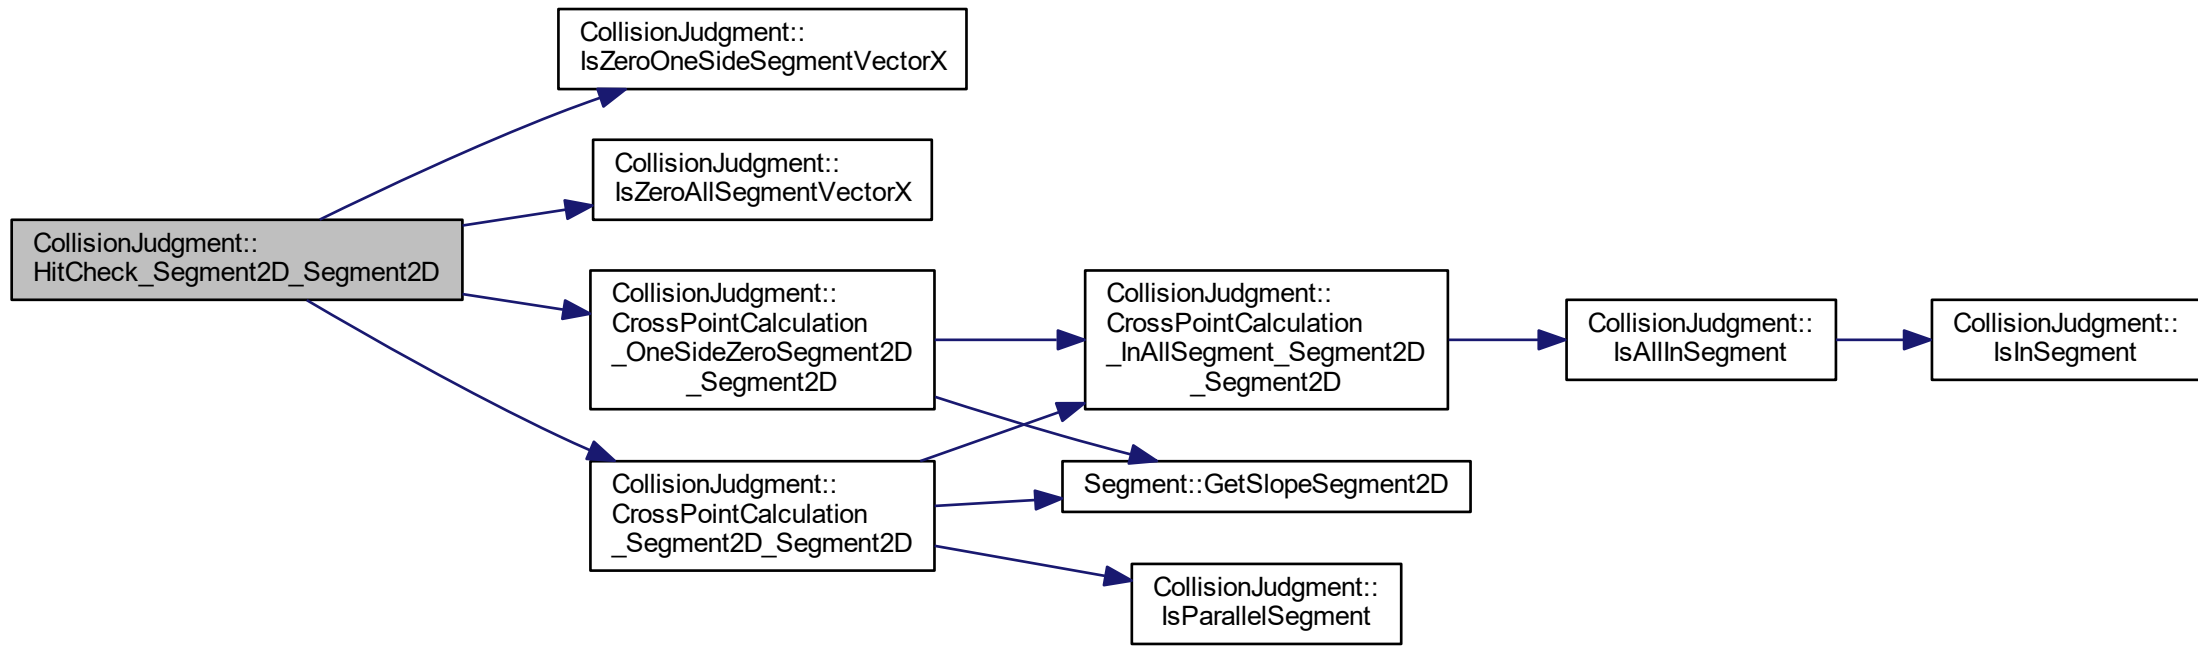 CollisionJudgment::
IsZeroOneSideSegmentVectorX
CollisionJudgment::
IsZeroAllSegmentVectorX
CollisionJudgment::
HitCheck_Segment2D_Segment2D
CollisionJudgment::
CrossPointCalculation
_OneSideZeroSegment2D
_Segment2D
CollisionJudgment::
CrossPointCalculation
_InAllSegment_Segment2D
_Segment2D
CollisionJudgment::
IsAllInSegment
CollisionJudgment::
IsInSegment
CollisionJudgment::
CrossPointCalculation
_Segment2D_Segment2D
Segment::GetSlopeSegment2D
CollisionJudgment::
IsParallelSegment